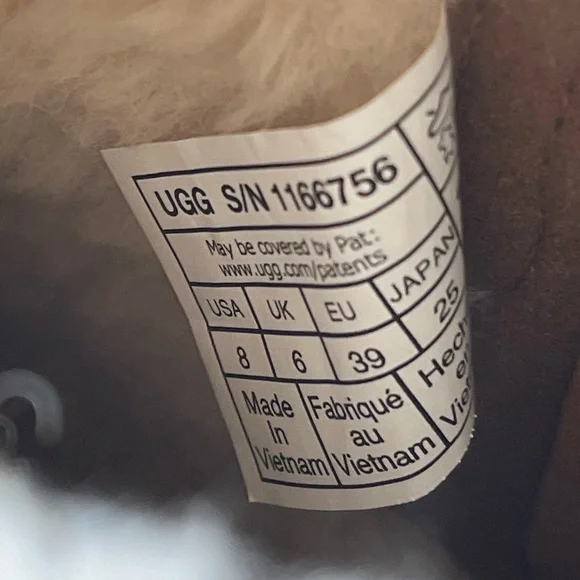 UGG S/N 1166756
May be covered by Pat:
www.ugg.com/patents
USA UK EU JAPAN
8 6 39 25
Made
In
Vietnam
Fabriqué
au
Vietnam